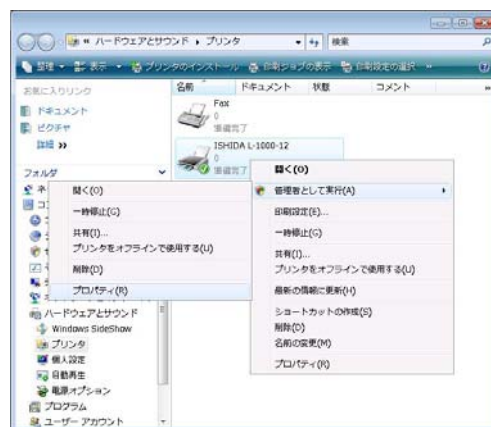 ハードウェアとサウンド ▸ プリンタ
検索
整理 表示 プリンタのインストール 印刷ジョブの表示 印刷設定の選択 »
お気に入りリンク
ドキュメント
ピクチャ
詳細 »
フォルダ
名前 ドキュメント 状態 コメント
Fax
0
準備完了
ISHIDA L-1000-12
0
準備完了
開く(O)
管理者として実行(A)
印刷設定(E)...
一時停止(G)
共有(I)...
プリンタをオフラインで使用する(U)
最新の情報に更新(H)
ショートカットの作成(S)
削除(D)
名前の変更(M)
プロパティ(R)
開く(O)
一時停止(G)
共有(I)...
プリンタをオフラインで使用する(U)
削除(D)
プロパティ(R)
ハードウェアとサウンド
Windows SideShow
プリンタ
個人設定
自動再生
電源オプション
プログラム
ユーザー アカウント